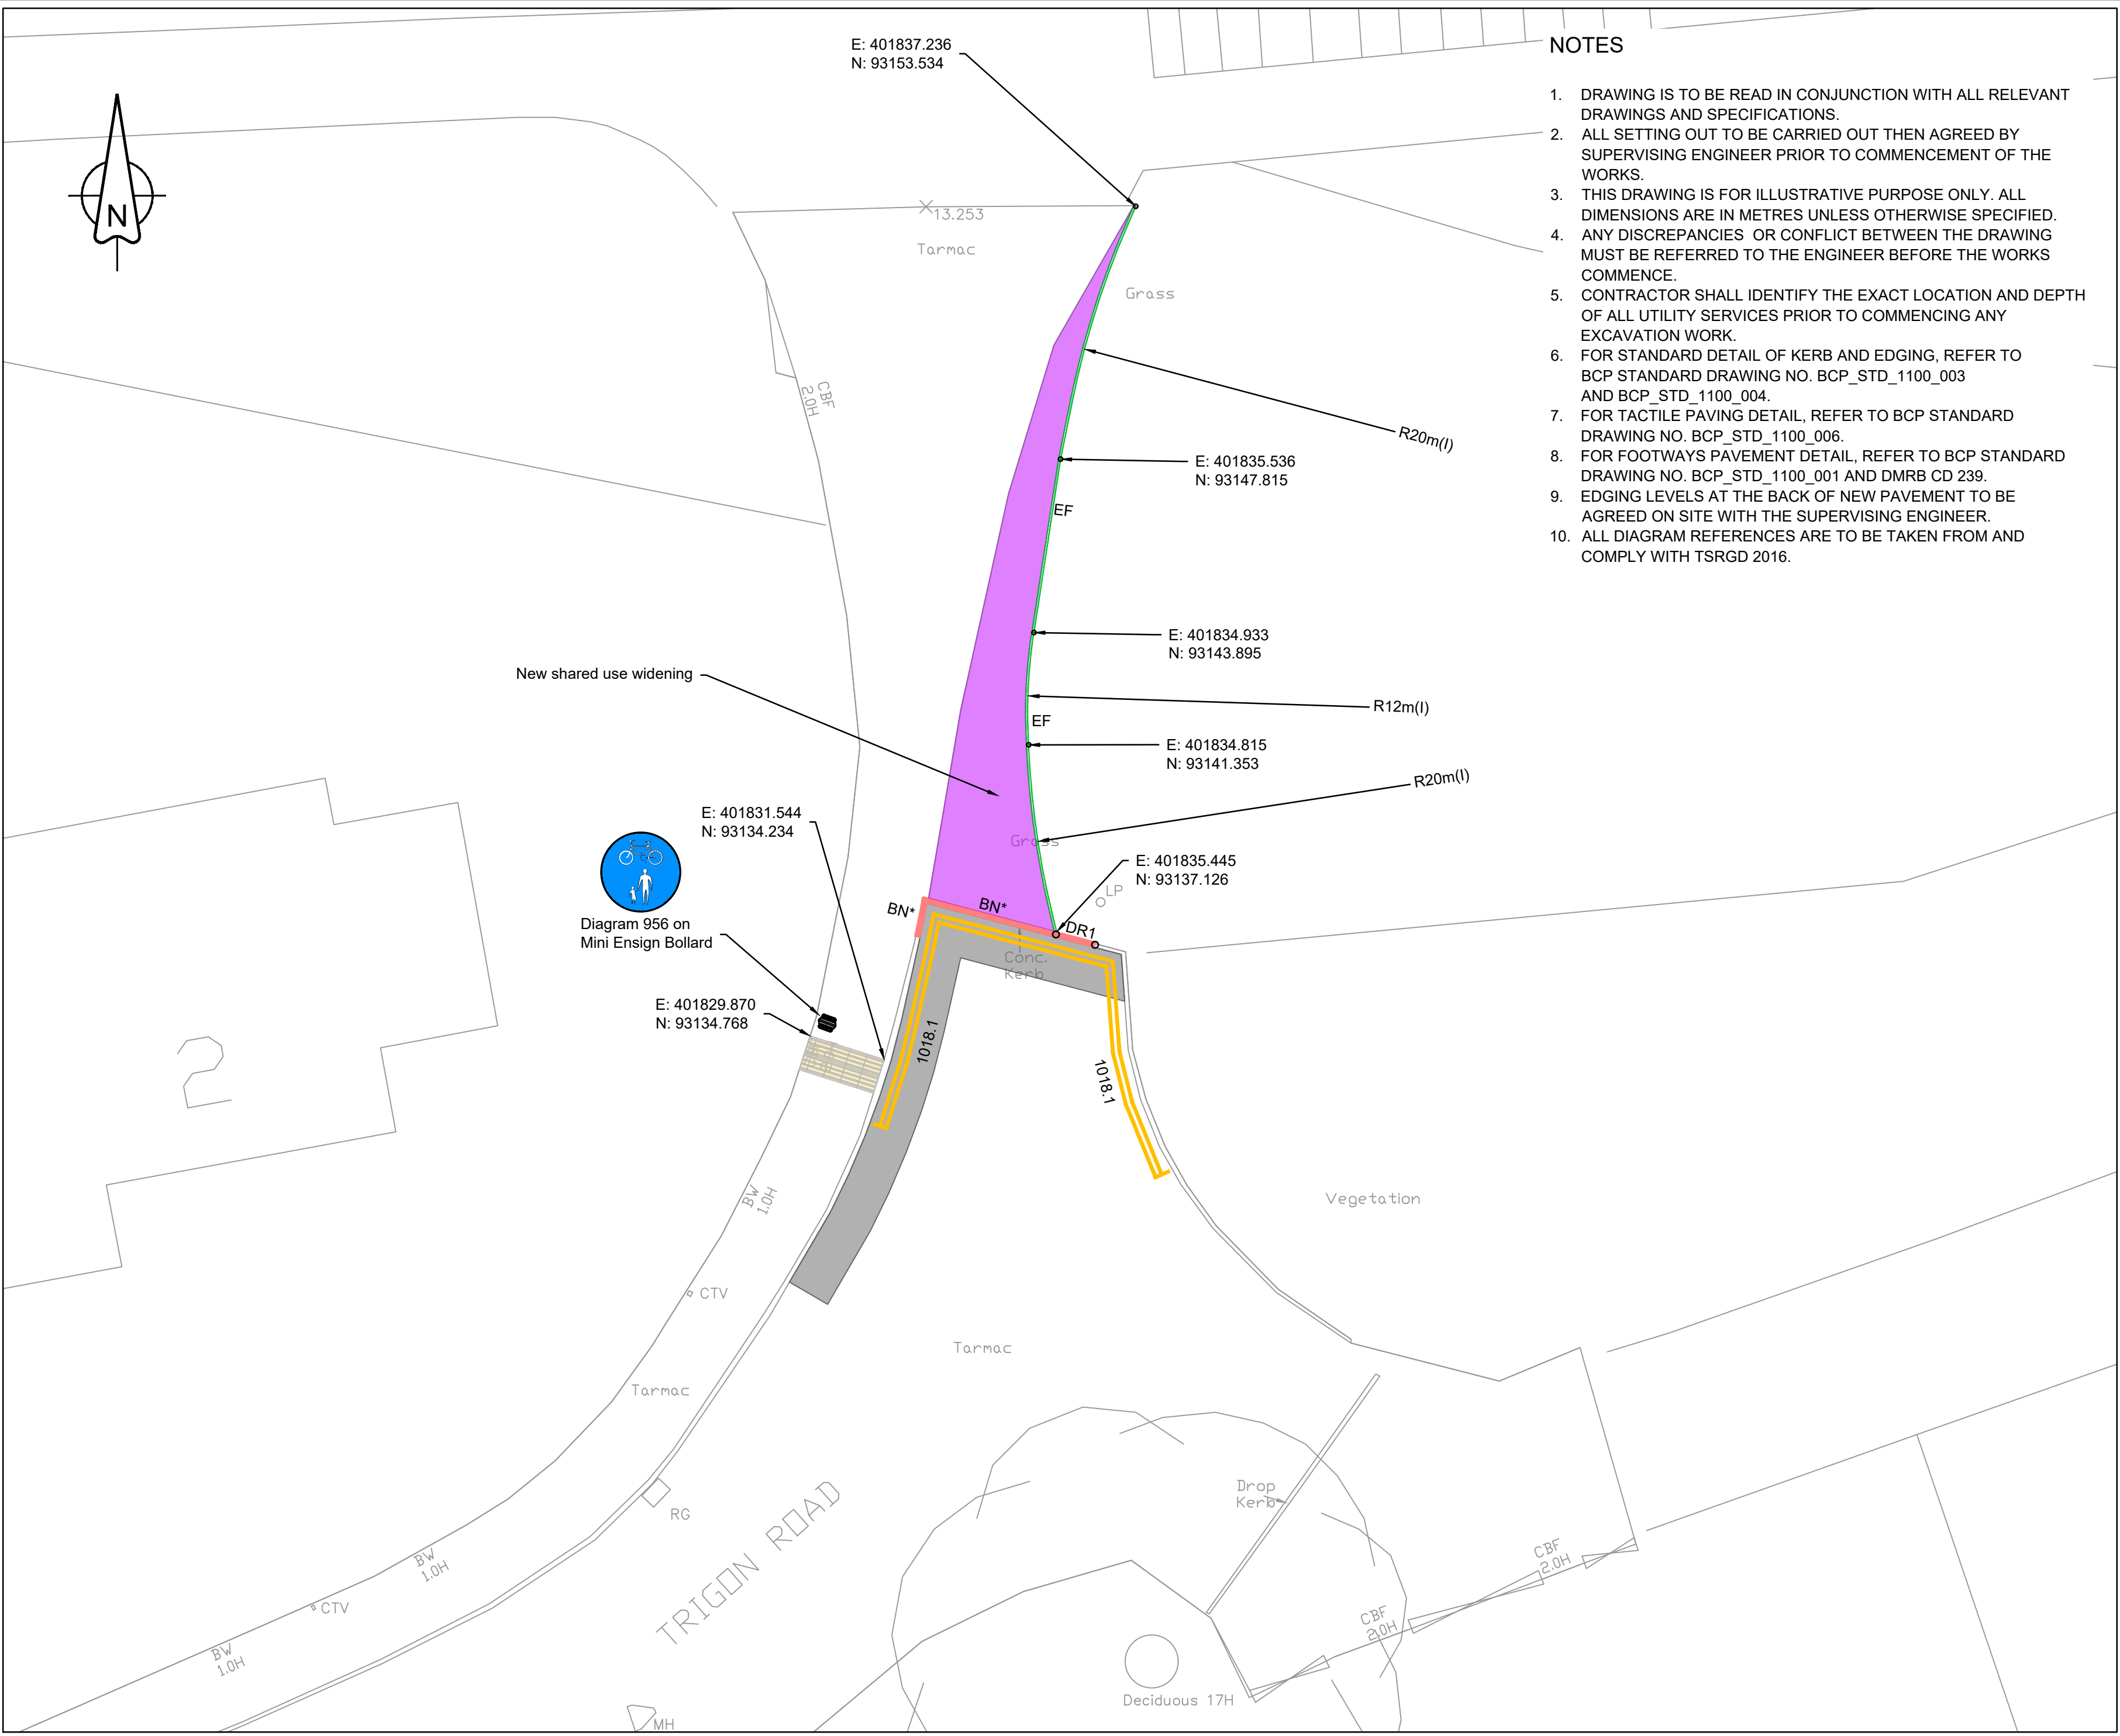 E: 401837.236
N: 93153.534
NOTES
1. DRAWING IS TO BE READ IN CONJUNCTION WITH ALL RELEVANT
DRAWINGS AND SPECIFICATIONS.
2. ALL SETTING OUT TO BE CARRIED OUT THEN AGREED BY
SUPERVISING ENGINEER PRIOR TO COMMENCEMENT OF THE
WORKS.
3. THIS DRAWING IS FOR ILLUSTRATIVE PURPOSE ONLY. ALL
DIMENSIONS ARE IN METRES UNLESS OTHERWISE SPECIFIED.
4. ANY DISCREPANCIES OR CONFLICT BETWEEN THE DRAWING
MUST BE REFERRED TO THE ENGINEER BEFORE THE WORKS
COMMENCE.
5. CONTRACTOR SHALL IDENTIFY THE EXACT LOCATION AND DEPTH
OF ALL UTILITY SERVICES PRIOR TO COMMENCING ANY
EXCAVATION WORK.
6. FOR STANDARD DETAIL OF KERB AND EDGING, REFER TO
BCP STANDARD DRAWING NO. BCP_STD_1100_003
AND BCP_STD_1100_004.
7. FOR TACTILE PAVING DETAIL, REFER TO BCP STANDARD
DRAWING NO. BCP_STD_1100_006.
8. FOR FOOTWAYS PAVEMENT DETAIL, REFER TO BCP STANDARD
DRAWING NO. BCP_STD_1100_001 AND DMRB CD 239.
9. EDGING LEVELS AT THE BACK OF NEW PAVEMENT TO BE
AGREED ON SITE WITH THE SUPERVISING ENGINEER.
10. ALL DIAGRAM REFERENCES ARE TO BE TAKEN FROM AND
COMPLY WITH TSRGD 2016.
N
13.253
Tarmac
Grass
CBF
2.0H
R20m(I)
E: 401835.536
N: 93147.815
EF
E: 401834.933
N: 93143.895
New shared use widening
R12m(I)
EF
E: 401834.815
N: 93141.353
R20m(I)
E: 401831.544
N: 93134.234
Grass
E: 401835.445
N: 93137.126
LP
BN*
BN*
DR1
Diagram 956 on
Mini Ensign Bollard
Conc.
Kerb
E: 401829.870
N: 93134.768
1018.1
1018.1
2
BW
1.0H
Vegetation
CTV
Tarmac
Tarmac
RG
Drop
Kerb
TRIGON ROAD
BW
1.0H
CBF
2.0H
CTV
CBF
2.0H
BW
1.0H
Deciduous 17H
MH